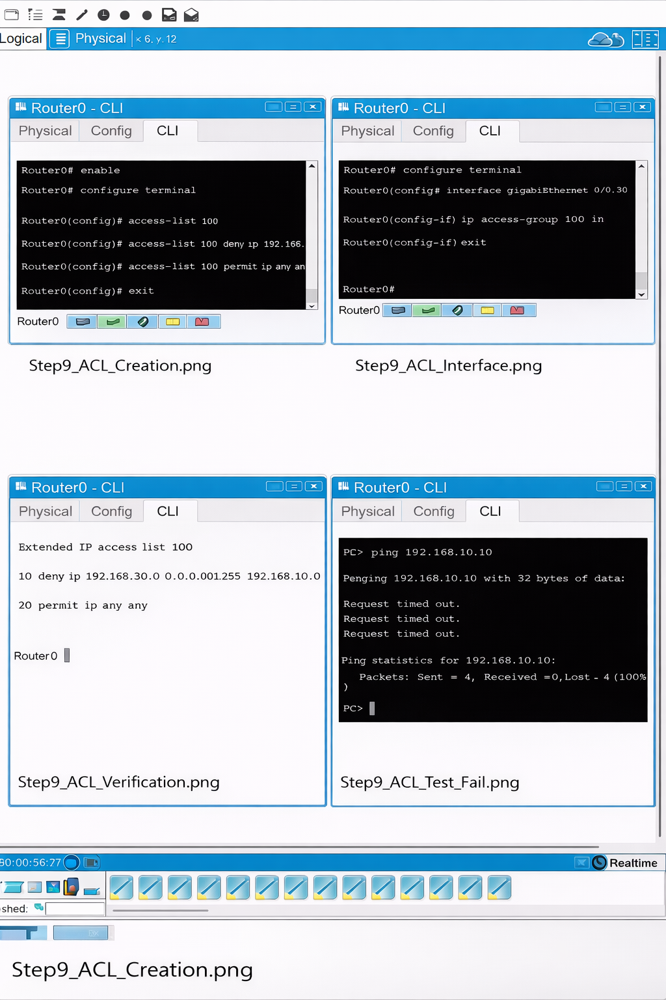 Logical Physical < 6. y. 12
Router0 - CLI
Physical Config CLI
Router0# enable
Router0# configure terminal
Router0(config)# access-list 100
Router0(config)# access-list 100 deny ip 192.166.
Router0(config)# access-list 100 permit ip any an
Router0(config)# exit
Router0
Step9_ACL_Creation.png
Router0 - CLI
Physical Config CLI
Router0# configure terminal
Router0(config# interface gigabiEthernet 0/0.30
Router0(config-if) ip access-group 100 in
Router0(config-if) exit
Router0#
Router0
Step9_ACL_Interface.png
Router0 - CLI
Physical Config CLI
Extended IP access list 100
10 deny ip 192.168.30.0 0.0.0.001.255 192.168.10.0
20 permit ip any any
Router0
Step9_ACL_Verification.png
Router0 - CLI
Physical Config CLI
PC> ping 192.168.10.10
Penging 192.168.10.10 with 32 bytes of data:
Request timed out.
Request timed out.
Request timed out.
Ping statistics for 192.168.10.10:
Packets: Sent = 4, Received =0,Lost - 4 (100%
)
PC>
Step9_ACL_Test_Fail.png
80:00:56:27 Realtime
shed:
Step9_ACL_Creation.png